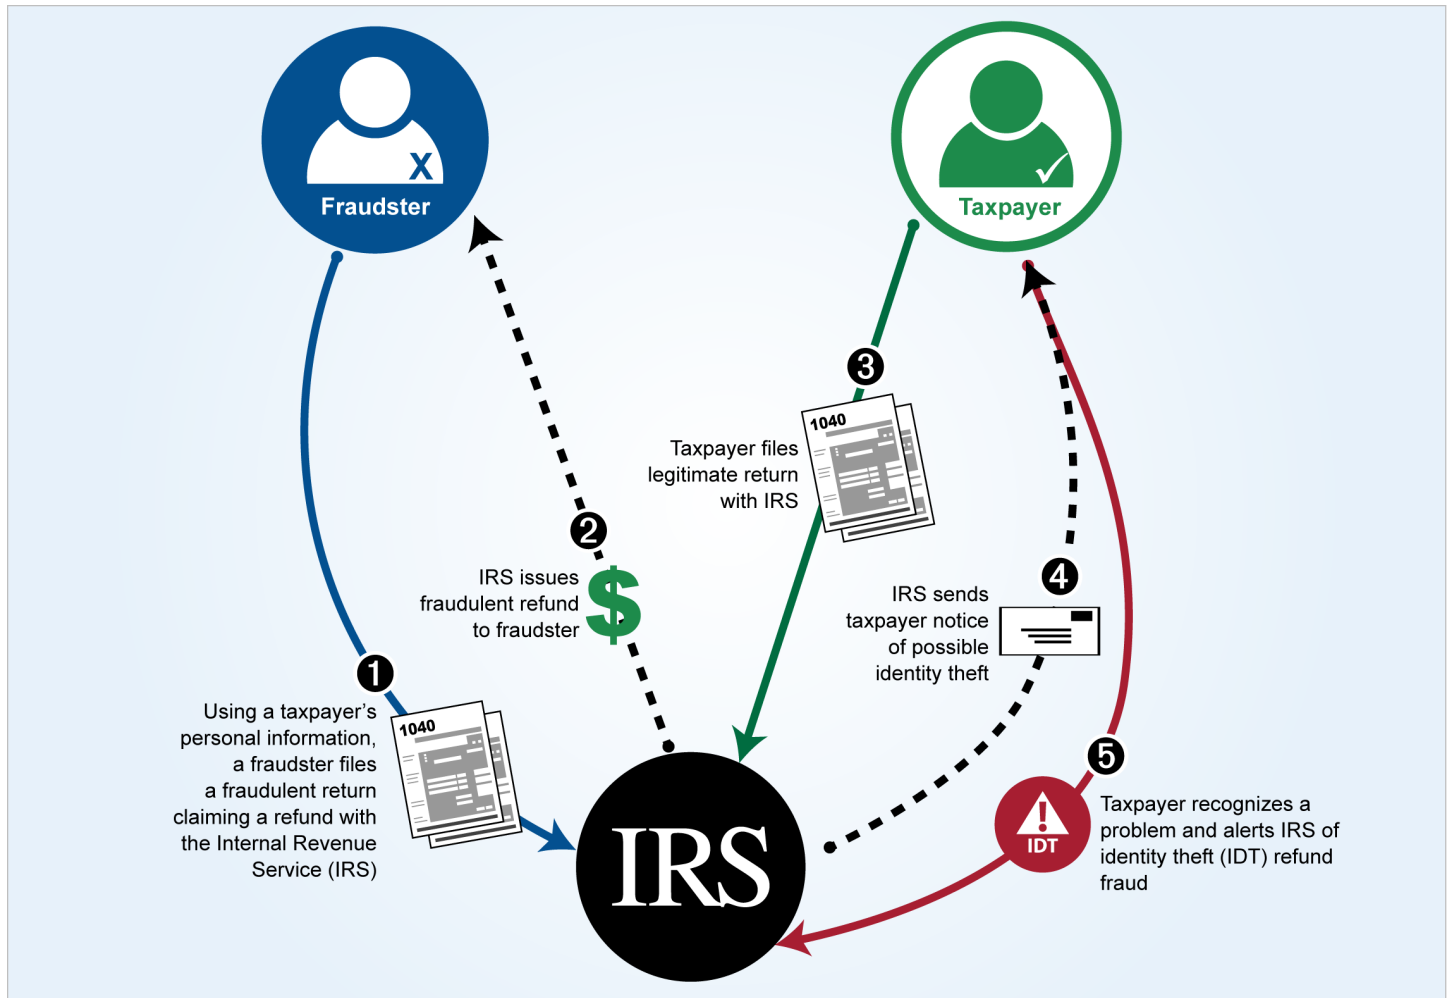 X
Fraudster
Taxpayer
1
1040
Using a taxpayer’s
personal information,
a fraudster files
a fraudulent return
claiming a refund with
the Internal Revenue
Service (IRS)
2
IRS issues
fraudulent refund
to fraudster
$
3
1040
Taxpayer files
legitimate return
with IRS
4
IRS sends
taxpayer notice
of possible
identity theft
5
!
IDT
Taxpayer recognizes a
problem and alerts IRS of
identity theft (IDT) refund
fraud
IRS